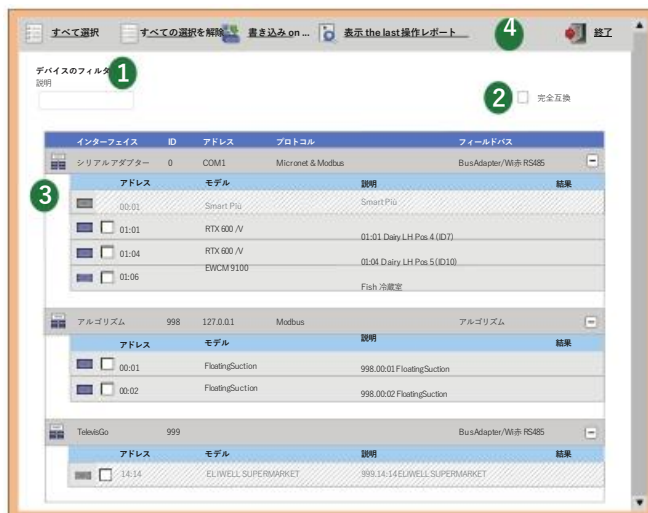 すべて選択 すべての選択を解除 書き込み on ... 表示 the last 操作レポート 4 終了
デバイスのフィルタ 1
説明
2 完全互換
インターフェイス ID アドレス プロトコル フィールドバス
シリアルアダプター 0 COM1 Micronet & Modbus BusAdapter/Wi赤 RS485
3
アドレス モデル 説明 結果
00:01 Smart Più Smart Più
01:01 RTX 600 /V 01:01 Dairy LH Pos 4 (ID7)
01:04 RTX 600 /V 01:04 Dairy LH Pos 5 (ID10)
01:06 EWCM 9100 Fish 冷蔵室
アルゴリズム 998 127.0.0.1 Modbus アルゴリズム
アドレス モデル 説明 結果
00:01 FloatingSuction 998.00:01 FloatingSuction
00:02 FloatingSuction 998.00:02 FloatingSuction
TelevisGo 999 BusAdapter/Wi赤 RS485
アドレス モデル 説明 結果
14:14 ELIWELL SUPERMARKET 999.14:14 ELIWELL SUPERMARKET